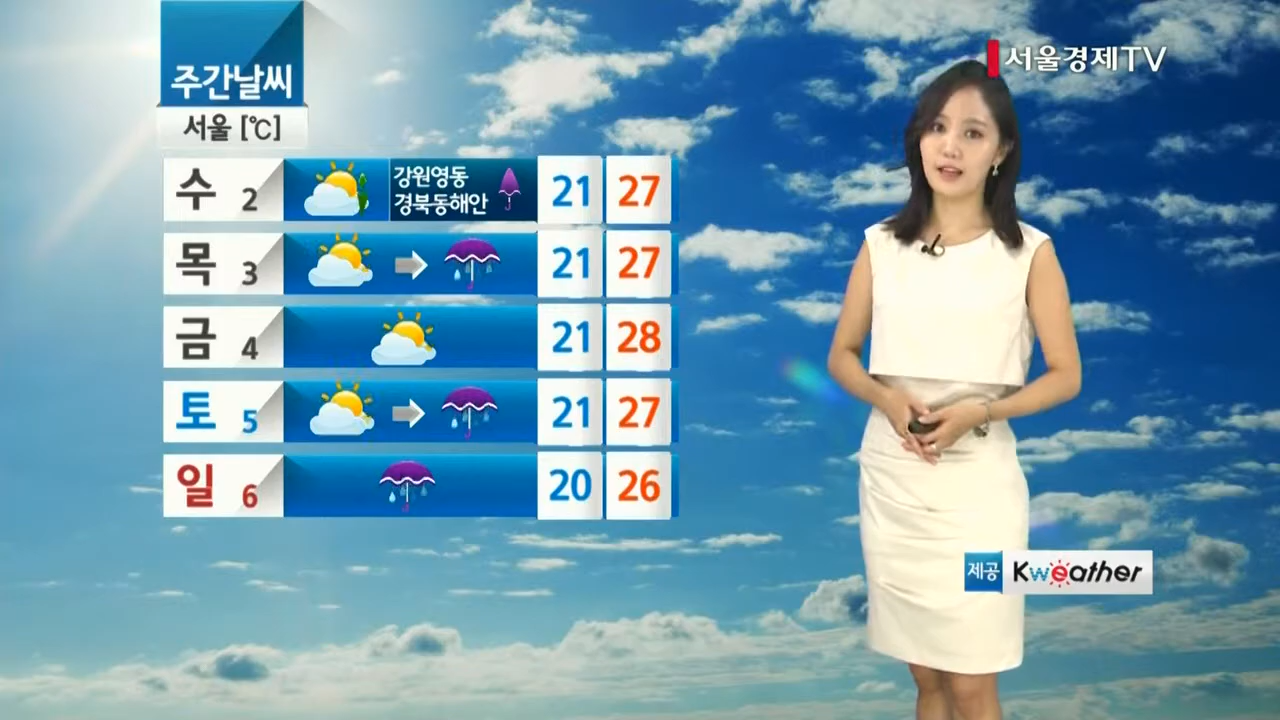 서울경제TV
주간날씨
서울 [℃]
수 2 강원영동 21 27
경북동해안
목 3 21 27
금 4 21 28
토 5 21 27
일 6 20 26
제공 Kweather